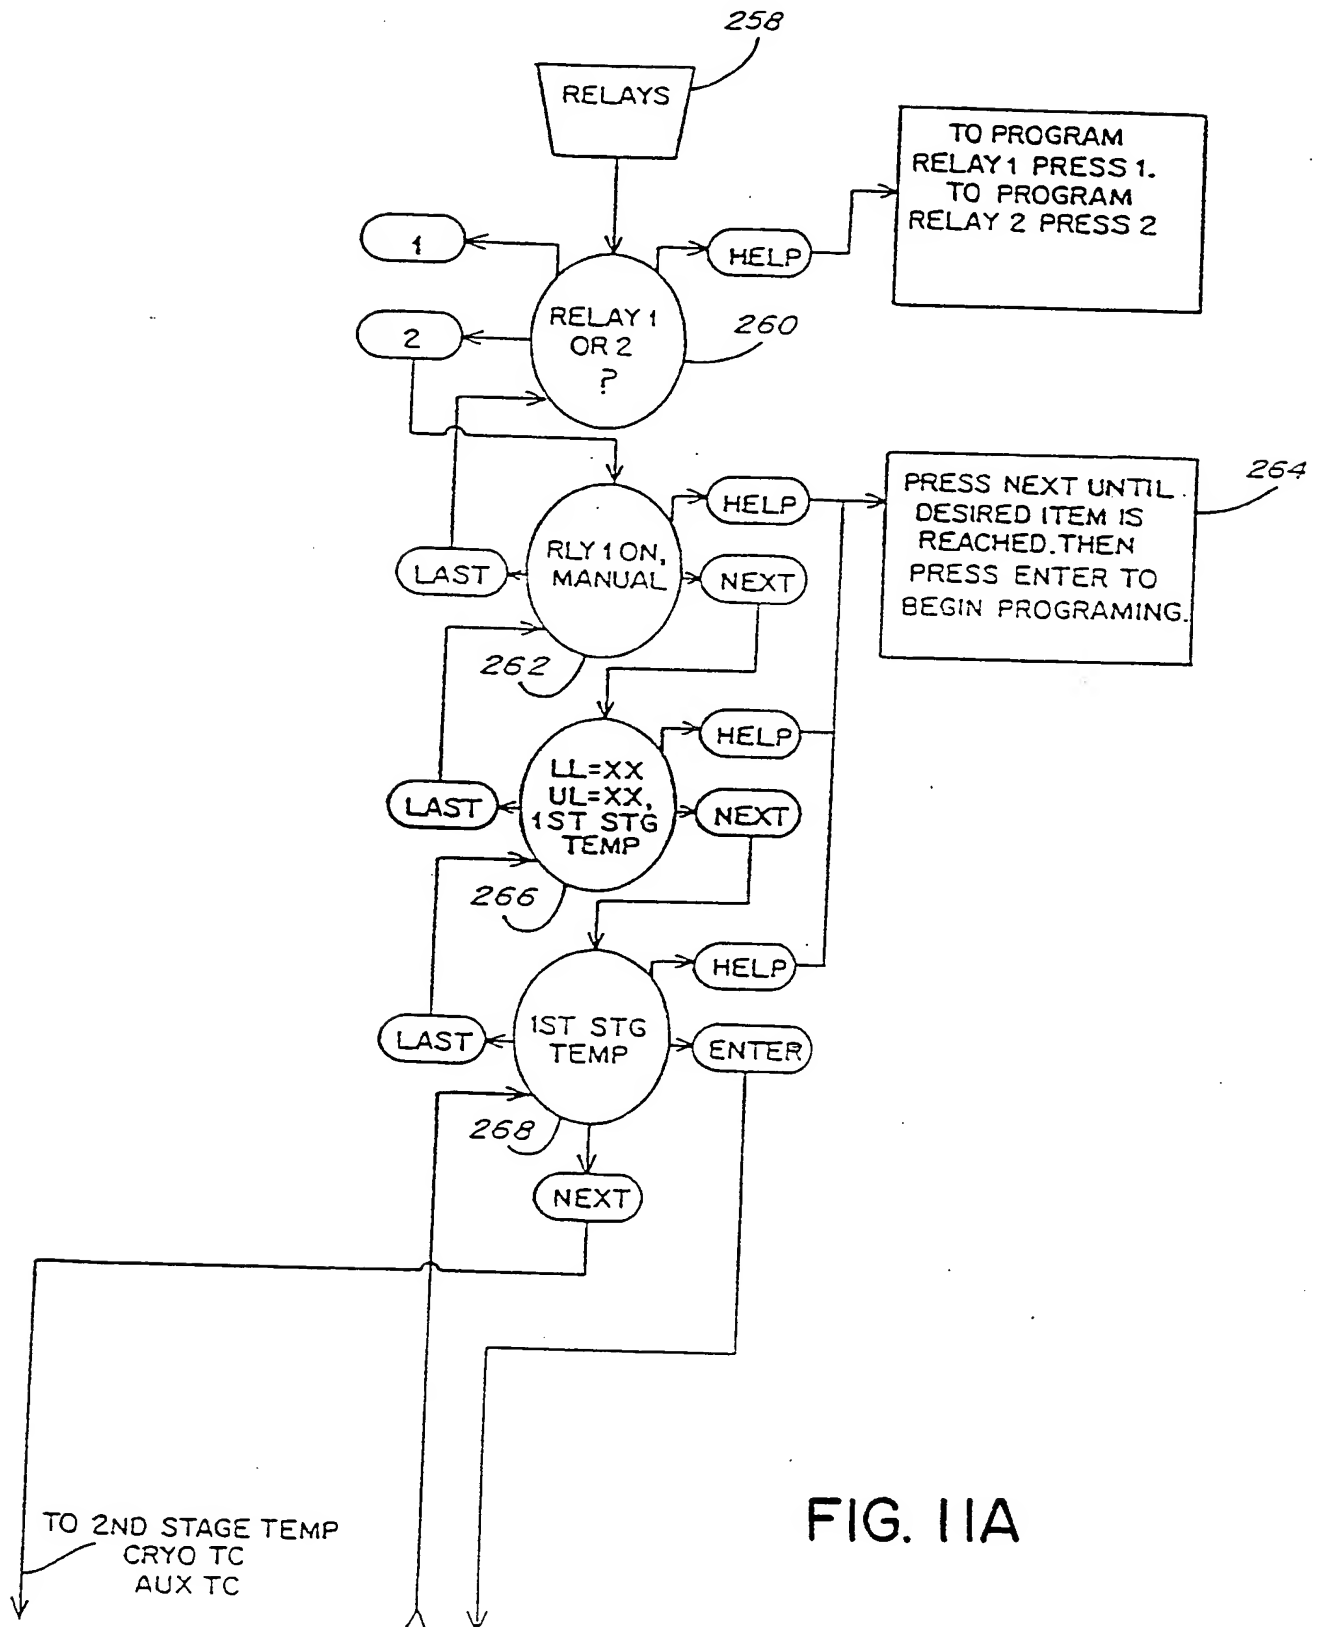 258
RELAYS
TO PROGRAM
RELAY 1 PRESS 1.
TO PROGRAM
RELAY 2 PRESS 2
1
HELP
2
RELAY 1
OR 2
?
260
HELP
PRESS NEXT UNTIL
DESIRED ITEM IS
REACHED. THEN
PRESS ENTER TO
BEGIN PROGRAMING.
264
LAST
RLY 1 ON,
MANUAL
NEXT
262
HELP
LAST
LL=XX
UL=XX,
1ST STG
TEMP
NEXT
266
HELP
LAST
1ST STG
TEMP
ENTER
268
NEXT
TO 2ND STAGE TEMP
CRYO TC
AUX TC
FIG. 11A